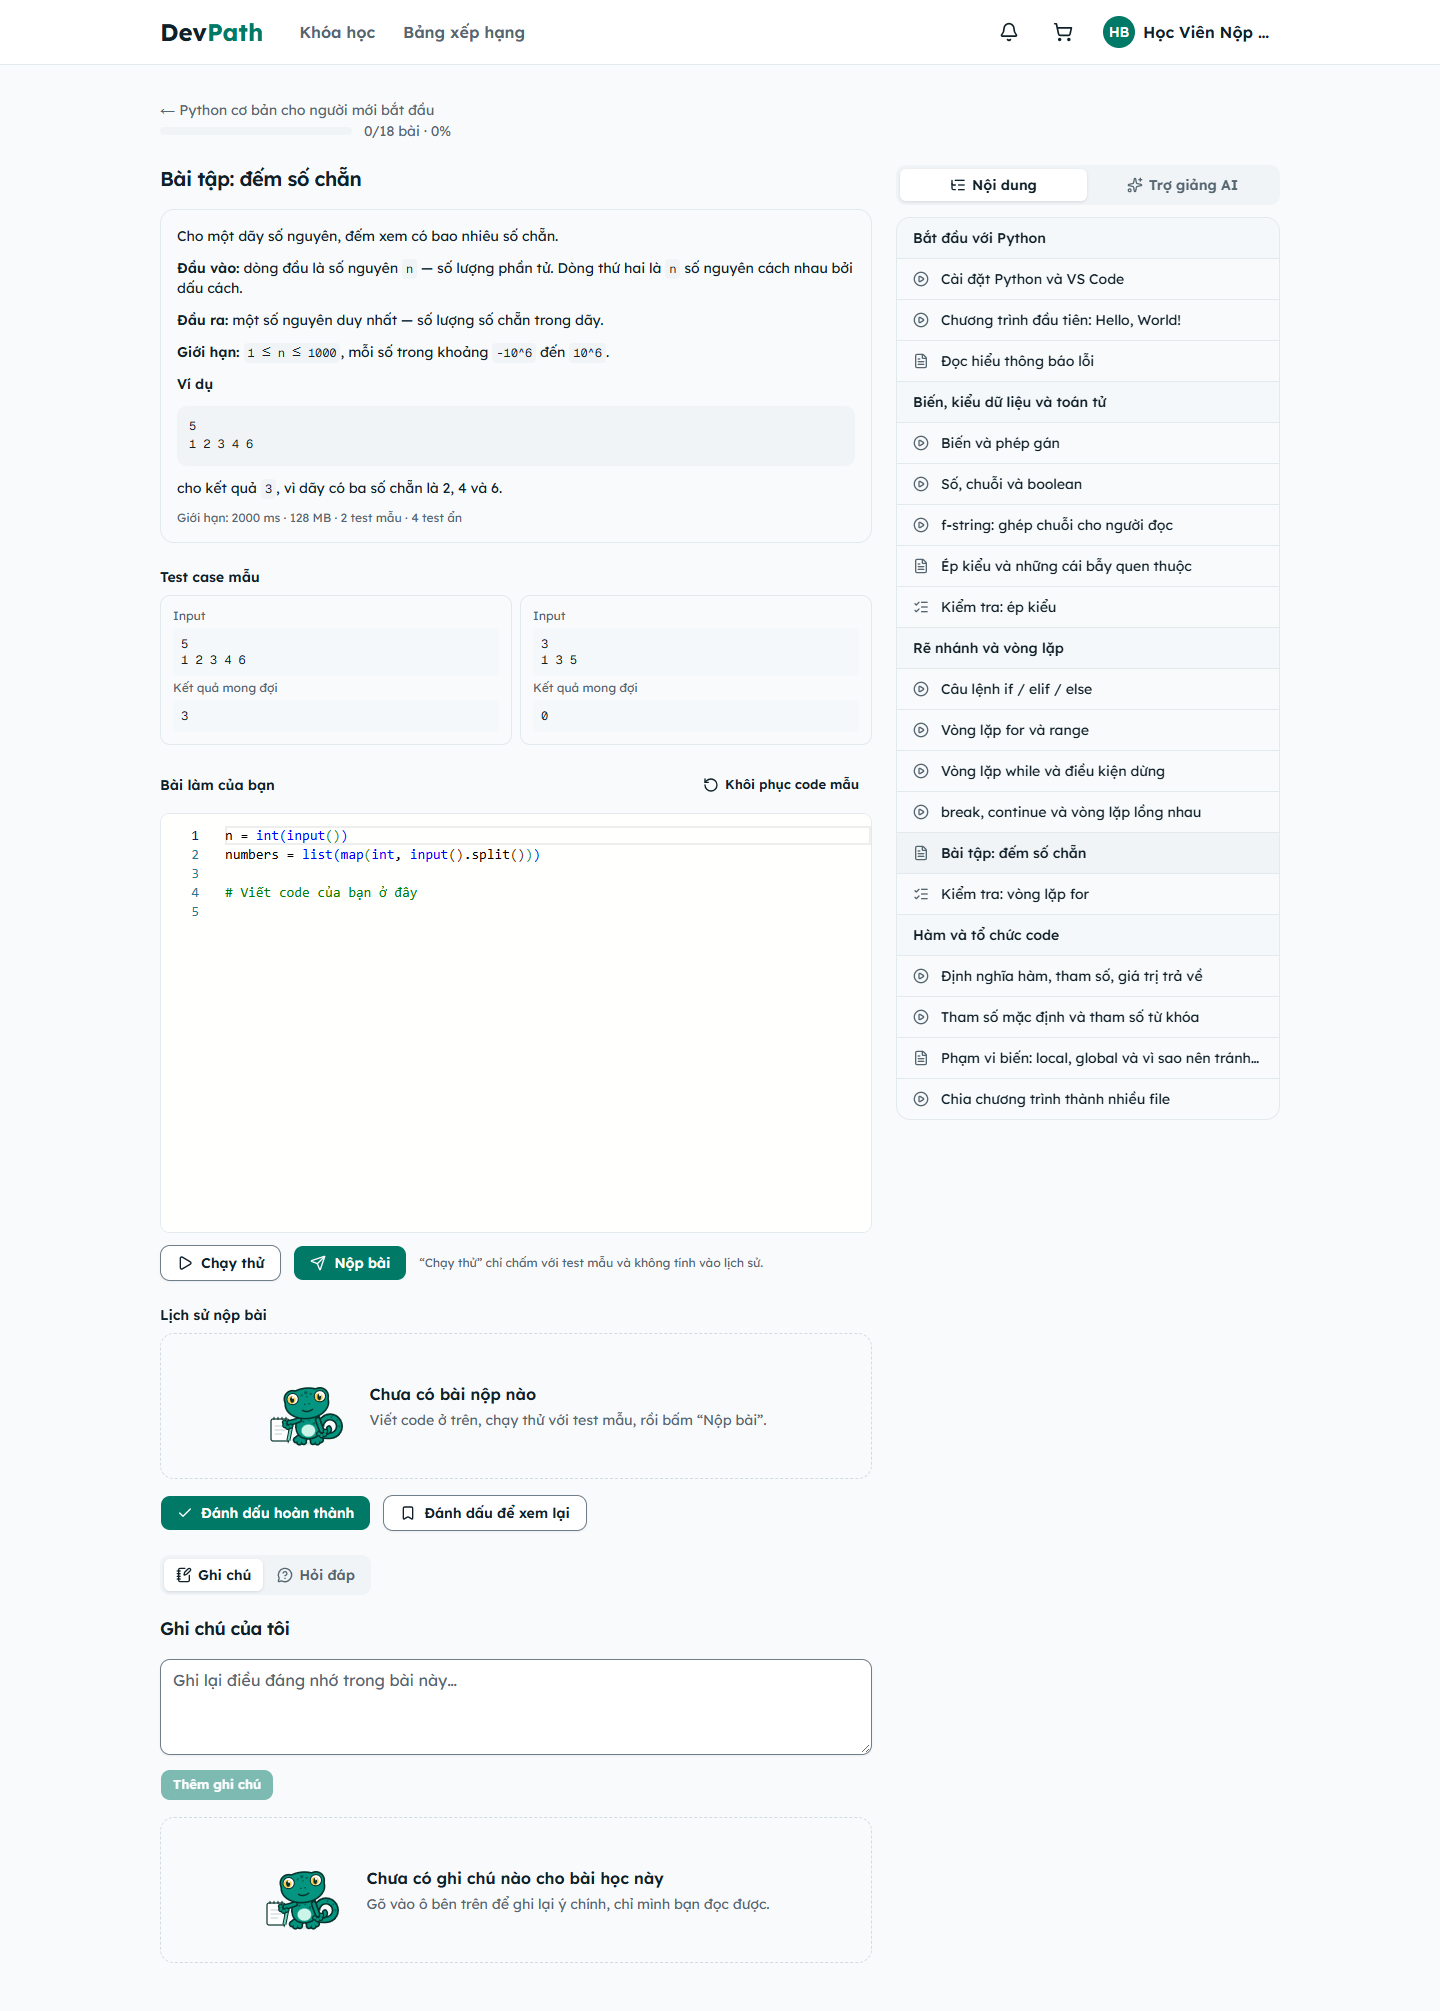 DevPath
Khóa học
Bảng xếp hạng
HB
Học Viên Nộp ...
← Python cơ bản cho người mới bắt đầu
0/18 bài · 0%
Bài tập: đếm số chẵn
Cho một dãy số nguyên, đếm xem có bao nhiêu số chẵn.
Đầu vào: dòng đầu là số nguyên n — số lượng phần tử. Dòng thứ hai là n số nguyên cách nhau bởi
dấu cách.
Đầu ra: một số nguyên duy nhất — số lượng số chẵn trong dãy.
Giới hạn: 1 ≤ n ≤ 1000, mỗi số trong khoảng -10^6 đến 10^6.
Ví dụ
5
1 2 3 4 6
cho kết quả 3, vì dãy có ba số chẵn là 2, 4 và 6.
Giới hạn: 2000 ms · 128 MB · 2 test mẫu · 4 test ẩn
Test case mẫu
Input
5
1 2 3 4 6
Kết quả mong đợi
3
Input
3
1 3 5
Kết quả mong đợi
0
Bài làm của bạn
Khôi phục code mẫu
1 n = int(input())
2 numbers = list(map(int, input().split()))
3
4 # Viết code của bạn ở đây
5
Chạy thử
Nộp bài
“Chạy thử” chỉ chấm với test mẫu và không tính vào lịch sử.
Lịch sử nộp bài
Chưa có bài nộp nào
Viết code ở trên, chạy thử với test mẫu, rồi bấm “Nộp bài”.
Đánh dấu hoàn thành
Đánh dấu để xem lại
Ghi chú
Hỏi đáp
Ghi chú của tôi
Ghi lại điều đáng nhớ trong bài này...
Thêm ghi chú
Chưa có ghi chú nào cho bài học này
Gõ vào ô bên trên để ghi lại ý chính, chỉ mình bạn đọc được.
Nội dung
Trợ giảng AI
Bắt đầu với Python
Cài đặt Python và VS Code
Chương trình đầu tiên: Hello, World!
Đọc hiểu thông báo lỗi
Biến, kiểu dữ liệu và toán tử
Biến và phép gán
Số, chuỗi và boolean
f-string: ghép chuỗi cho người đọc
Ép kiểu và những cái bẫy quen thuộc
Kiểm tra: ép kiểu
Rẽ nhánh và vòng lặp
Câu lệnh if / elif / else
Vòng lặp for và range
Vòng lặp while và điều kiện dừng
break, continue và vòng lặp lồng nhau
Bài tập: đếm số chẵn
Kiểm tra: vòng lặp for
Hàm và tổ chức code
Định nghĩa hàm, tham số, giá trị trả về
Tham số mặc định và tham số từ khóa
Phạm vi biến: local, global và vì sao nên tránh...
Chia chương trình thành nhiều file